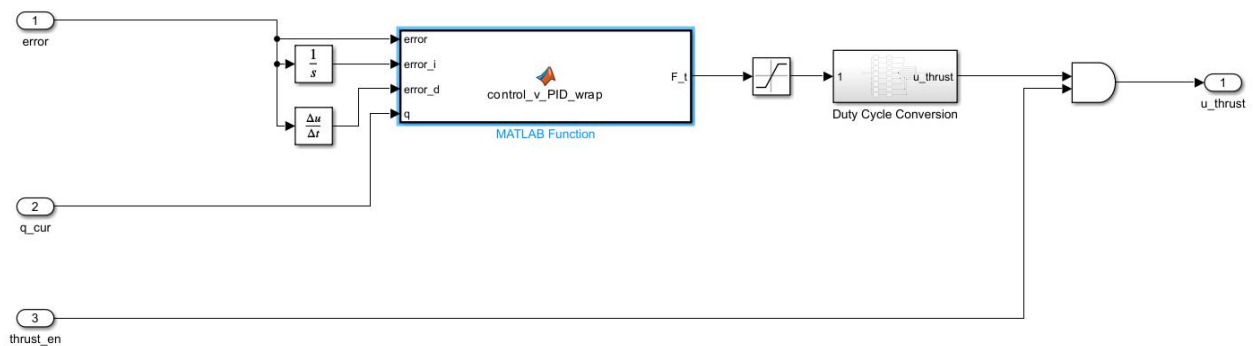 1
error
1
s
Δu
Δt
error
error_i
error_d
q
control_v_PID_wrap
F_t
MATLAB Function
1
u_thrust
Duty Cycle Conversion
1
u_thrust
2
q_cur
3
thrust_en